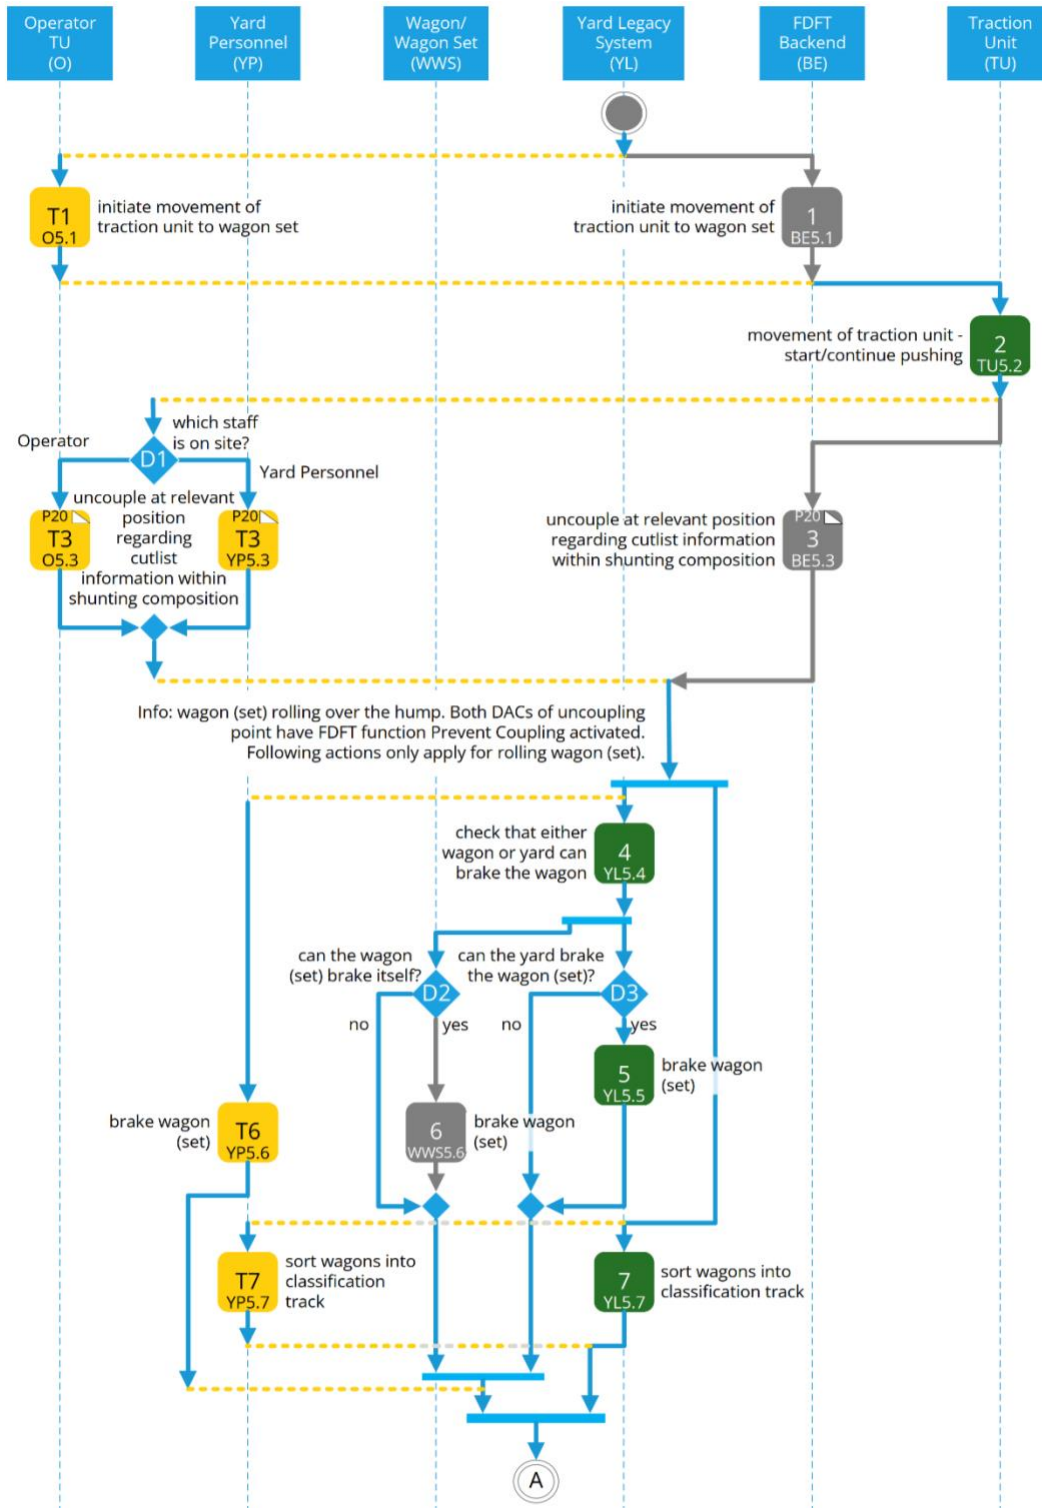 Operator
TU
(O)
Yard
Personnel
(YP)
Wagon/
Wagon Set
(WWS)
Yard Legacy
System
(YL)
FDFT
Backend
(BE)
Traction
Unit
(TU)
T1
O5.1
initiate movement of
traction unit to wagon set
initiate movement of
traction unit to wagon set
1
BE5.1
movement of traction unit -
start/continue pushing
2
TU5.2
which staff
is on site?
Operator
D1
Yard Personnel
P20
T3
O5.3
uncouple at relevant
position
regarding
cutlist
information within
shunting composition
P20
T3
YP5.3
uncouple at relevant position
regarding cutlist information
within shunting composition
P20
3
BE5.3
Info: wagon (set) rolling over the hump. Both DACs of uncoupling
point have FDFT function Prevent Coupling activated.
Following actions only apply for rolling wagon (set).
check that either
wagon or yard can
brake the wagon
4
YL5.4
can the wagon
(set) brake itself?
can the yard brake
the wagon (set)?
D2
D3
no
yes
no
yes
5
YL5.5
brake wagon
(set)
brake wagon
(set)
T6
YP5.6
6
WWS5.6
brake wagon
(set)
T7
YP5.7
sort wagons into
classification
track
7
YL5.7
sort wagons into
classification track
A